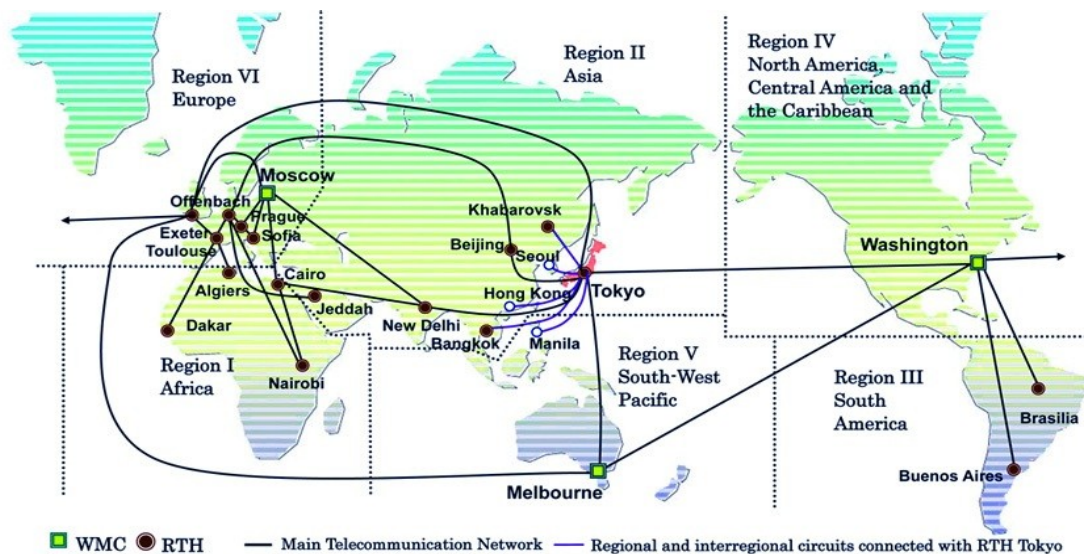 Region VI
Europe
Region II
Asia
Region IV
North America,
Central America and
the Caribbean
Moscow
Offenbach
Prague
Khabarovsk
Exeter
Sofia
Beijing
Seoul
Toulouse
Washington
Cairo
Tokyo
Algiers
Hong Kong
Jeddah
New Delhi
Dakar
Bangkok
Manila
Region I
Africa
Region V
South-West
Pacific
Region III
South
America
Nairobi
Brasilia
Buenos Aires
Melbourne
WMC
RTH
Main Telecommunication Network
Regional and interregional circuits connected with RTH Tokyo